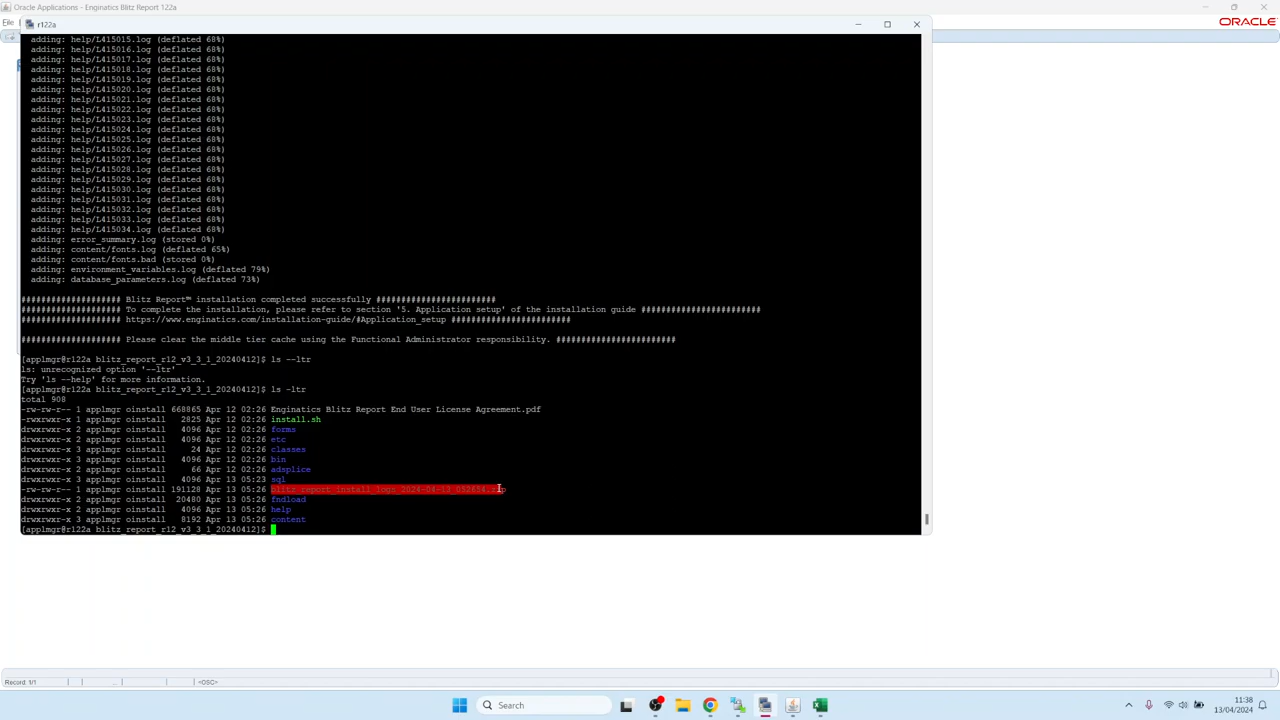 Oracle Applications - Enginatics Blitz Report 122a
File
ORACLE
r122a
adding: help/L415015.log (deflated 68%)
adding: help/L415016.log (deflated 68%)
adding: help/L415017.log (deflated 68%)
adding: help/L415018.log (deflated 68%)
adding: help/L415019.log (deflated 68%)
adding: help/L415020.log (deflated 68%)
adding: help/L415021.log (deflated 68%)
adding: help/L415022.log (deflated 68%)
adding: help/L415023.log (deflated 68%)
adding: help/L415024.log (deflated 68%)
adding: help/L415025.log (deflated 68%)
adding: help/L415026.log (deflated 68%)
adding: help/L415027.log (deflated 68%)
adding: help/L415028.log (deflated 68%)
adding: help/L415029.log (deflated 68%)
adding: help/L415030.log (deflated 68%)
adding: help/L415031.log (deflated 68%)
adding: help/L415032.log (deflated 68%)
adding: help/L415033.log (deflated 68%)
adding: help/L415034.log (deflated 68%)
adding: error_summary.log (stored 0%)
adding: content/fonts.log (deflated 65%)
adding: content/fonts.bad (stored 0%)
adding: environment_variables.log (deflated 79%)
adding: database_parameters.log (deflated 73%)
#################### Blitz Report™ installation completed successfully ########################
#################### To complete the installation, please refer to section '5. Application setup' of the installation guide ########################
#################### https://www.enginatics.com/installation-guide/#Application_setup ########################
#################### Please clear the middle tier cache using the Functional Administrator responsibility. ########################
[applmgr@r122a blitz_report_r12_v3_3_1_20240412]$ ls --ltr
ls: unrecognized option '--ltr'
Try 'ls --help' for more information.
[applmgr@r122a blitz_report_r12_v3_3_1_20240412]$ ls -ltr
total 908
-rw-rw-r-- 1 applmgr oinstall 668865 Apr 12 02:26 Enginatics Blitz Report End User License Agreement.pdf
-rwxrwxr-x 1 applmgr oinstall 2825 Apr 12 02:26 install.sh
drwxrwxr-x 2 applmgr oinstall 4096 Apr 12 02:26 forms
drwxrwxr-x 2 applmgr oinstall 4096 Apr 12 02:26 etc
drwxrwxr-x 3 applmgr oinstall 24 Apr 12 02:26 classes
drwxrwxr-x 3 applmgr oinstall 4096 Apr 12 02:26 bin
drwxrwxr-x 2 applmgr oinstall 66 Apr 12 02:26 adsplice
drwxrwxr-x 3 applmgr oinstall 4096 Apr 13 05:23 sql
-rw-rw-r-- 1 applmgr oinstall 191128 Apr 13 05:26 blitz_report_install_logs_2024-04-13_052654.zip
drwxrwxr-x 2 applmgr oinstall 20480 Apr 13 05:26 fndload
drwxrwxr-x 2 applmgr oinstall 4096 Apr 13 05:26 help
drwxrwxr-x 3 applmgr oinstall 8192 Apr 13 05:26 content
[applmgr@r122a blitz_report_r12_v3_3_1_20240412]$
Record: 1/1 ... <OSC>
Search
11:38
13/04/2024